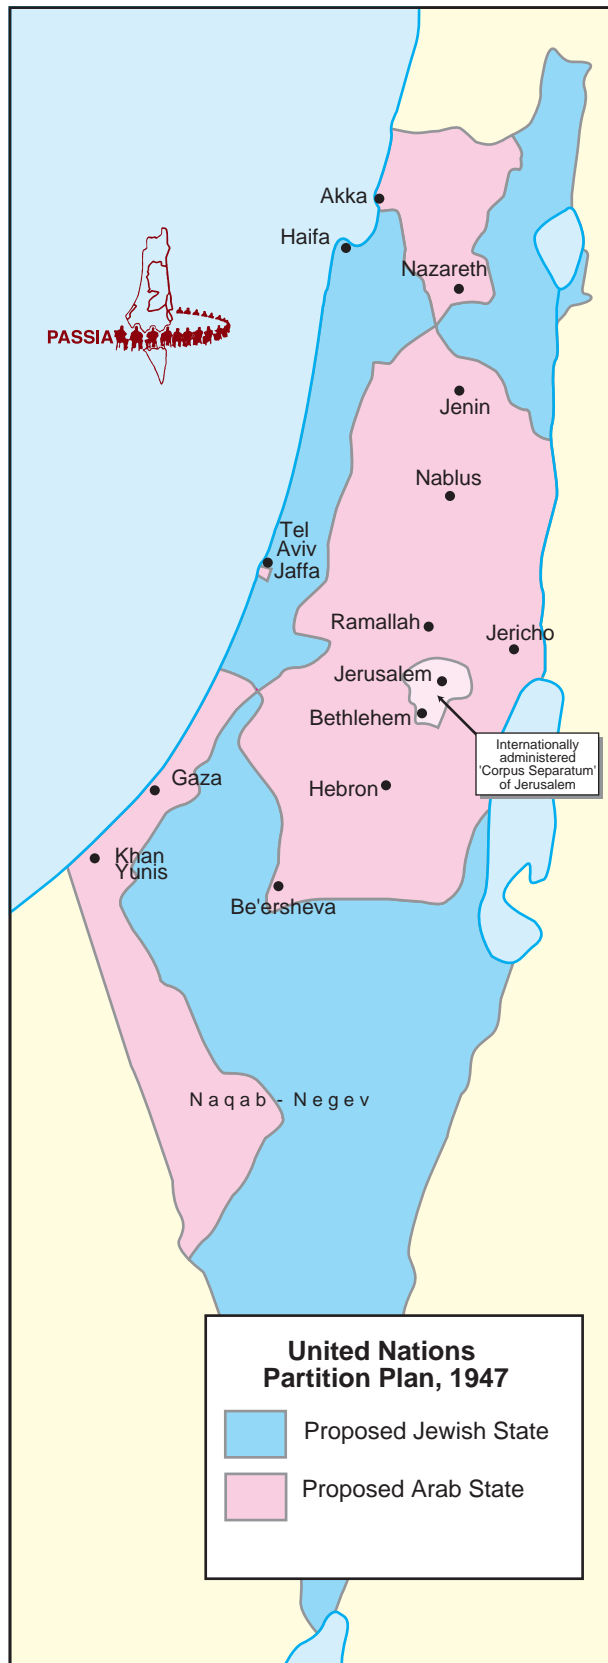 Akka
Haifa
Nazareth
PASSIA
Jenin
Nablus
Tel
Aviv
Jaffa
Ramallah
Jericho
Jerusalem
Bethlehem
Internationally
administered
'Corpus Separatum'
of Jerusalem
Gaza
Hebron
Khan
Yunis
Be'ersheva
Naqab - Negev
United Nations
Partition Plan, 1947
Proposed Jewish State
Proposed Arab State